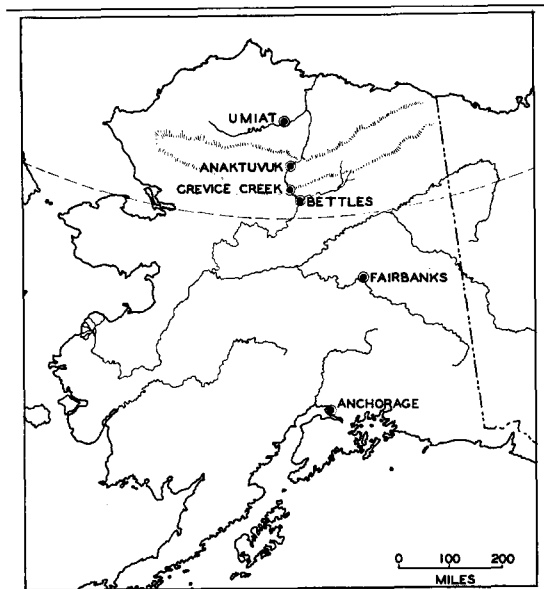 UMIAT
ANAKTUVUK
CREVICE CREEK
BETTLES
FAIRBANKS
ANCHORAGE
0 100 200
MILES